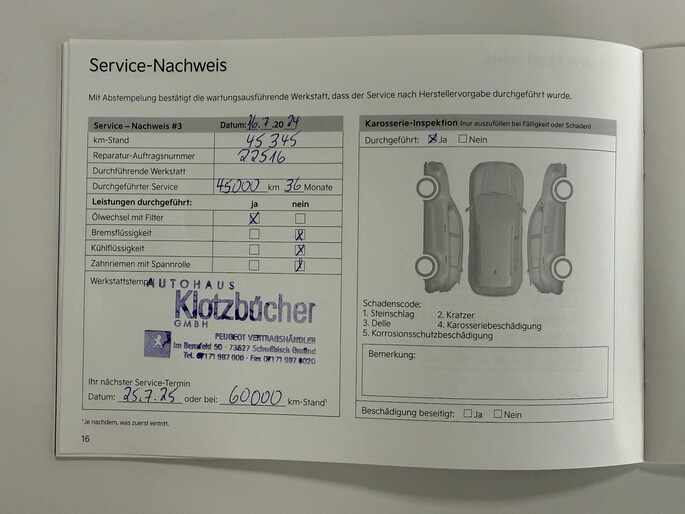 Service-Nachweis
Mit Abstempelung bestätigt die wartungsausführende Werkstatt, dass der Service nach Herstellervorgabe durchgeführt wurde.
Service – Nachweis #3 Datum: 16.7.2024
km-Stand 45345
Reparatur-Auftragsnummer 22516
Durchführende Werkstatt
Durchgeführter Service 45000 km 36 Monate
Leistungen durchgeführt: ja nein
Ölwechsel mit Filter
Bremsflüssigkeit
Kühlflüssigkeit
Zahnriemen mit Spannrolle
Werkstattstempel
AUTOHAUS
Klotzbücher
GMBH
PEUGEOT VERTRAGSHÄNDLER
Im Benzfeld 50 · 73527 Schwäbisch Gmünd
Tel. 07171 987 000 · Fax 07171 987 0020
Ihr nächster Service-Termin
Datum: 25.7.25 oder bei: 60000 km-Stand¹
¹ Je nachdem, was zuerst eintritt.
16
Karosserie-Inspektion (nur auszufüllen bei Fälligkeit oder Schaden)
Durchgeführt: Ja Nein
Schadenscode:
1. Steinschlag 2. Kratzer
3. Delle 4. Karosseriebeschädigung
5. Korrosionsschutzbeschädigung
Bemerkung:
Beschädigung beseitigt: Ja Nein